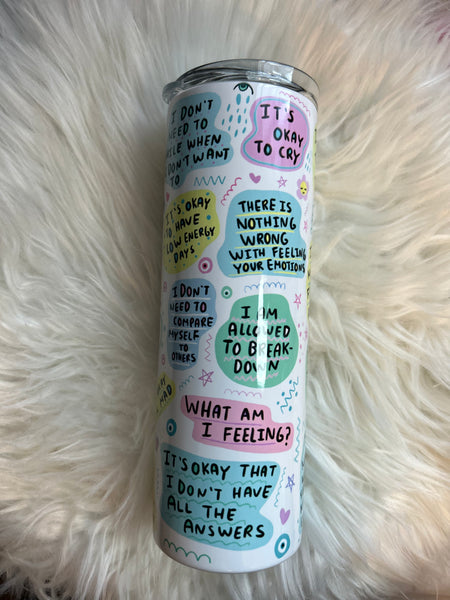 I DON'T
NEED TO
WHEN
DON'T WANT
TO
IT'S
OKAY
TO CRY
IT'S OKAY
TO HAVE
LOW ENERGY
DAYS
THERE IS
NOTHING
WRONG
WITH FEELING
YOUR EMOTIONS
I DON'T
NEED TO
COMPARE
MYSELF
TO
OTHERS
I AM
ALLOWED
TO BREAK-
DOWN
MAD
WHAT AM
I FEELING?
IT'S OKAY THAT
I DON'T HAVE
ALL THE
ANSWERS